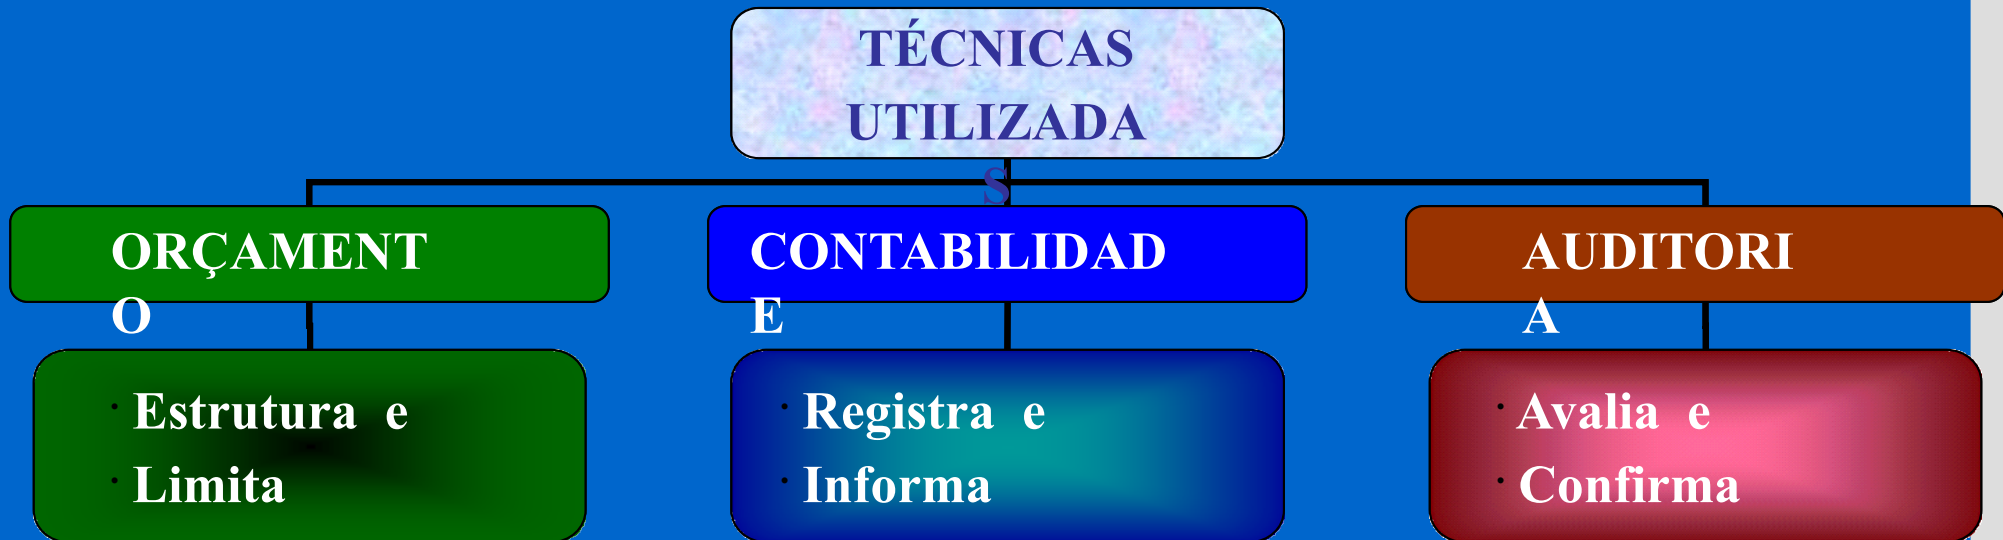 TÉCNICAS
UTILIZADA
S
ORÇAMENT
O
CONTABILIDAD
E
AUDITORI
A
· Estrutura e
· Limita
· Registra e
· Informa
· Avalia e
· Confirma